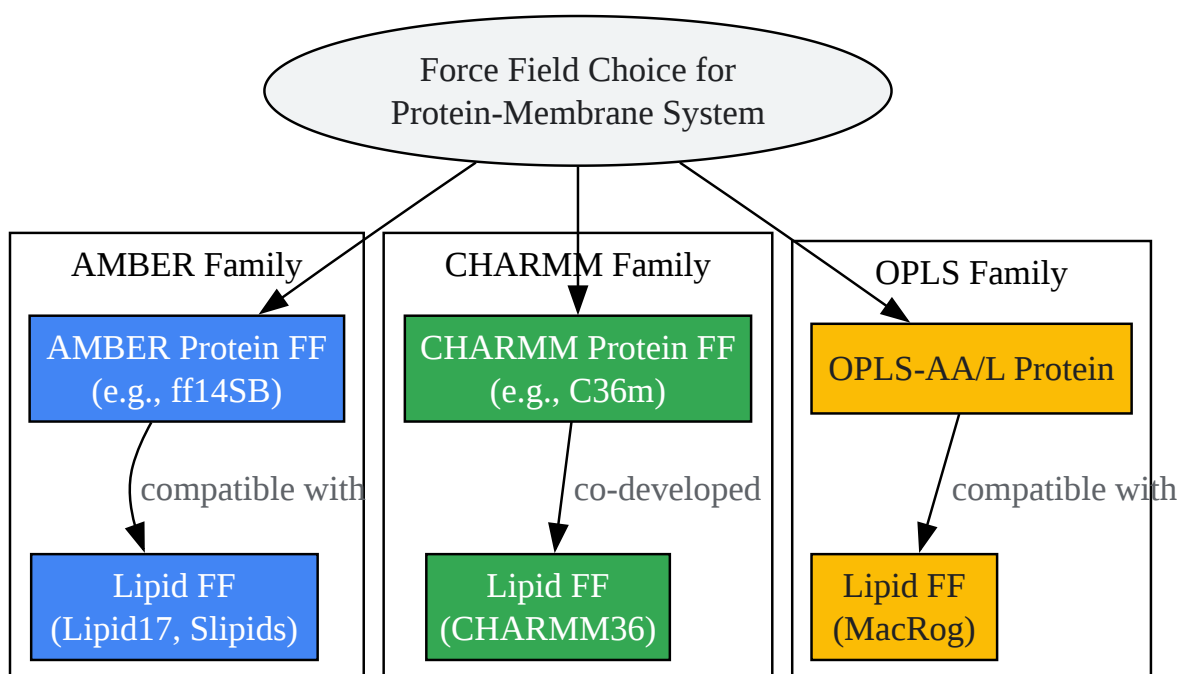 Force Field Choice for
Protein-Membrane System
AMBER Family
AMBER Protein FF
(e.g., ff14SB)
compatible with
Lipid FF
(Lipid17, Slipids)
CHARMM Family
CHARMM Protein FF
(e.g., C36m)
co-developed
Lipid FF
(CHARMM36)
OPLS Family
OPLS-AA/L Protein
compatible with
Lipid FF
(MacRog)